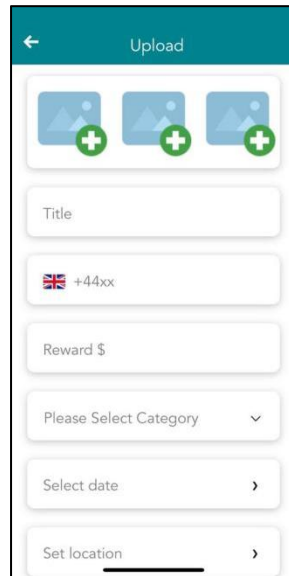 Upload
Title
+44xx
Reward $
Please Select Category
Select date
Set location